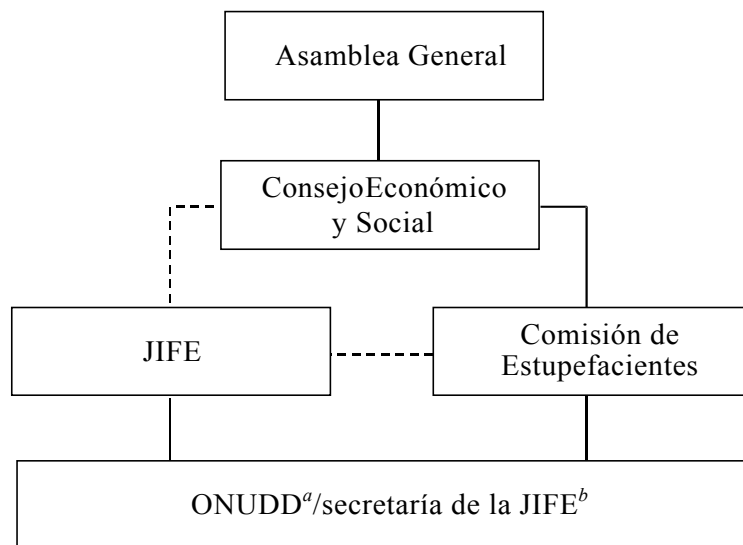 Asamblea General
ConsejoEconómico
y Social
JIFE
Comisión de
Estupefacientes
ONUDDᵃ/secretaría de la JIFEᵇ